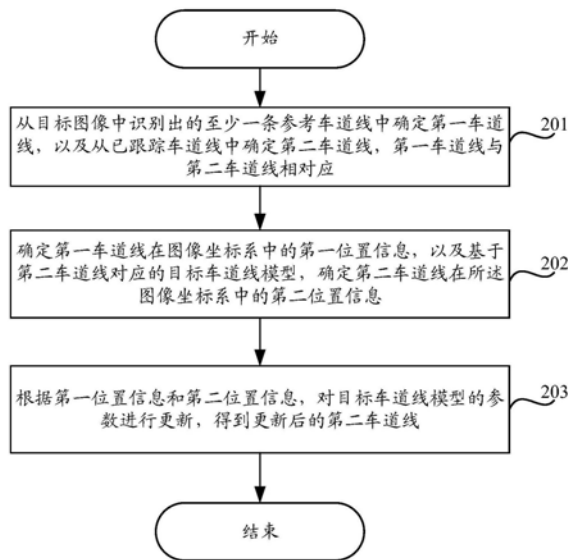 开始
从目标图像中识别出的至少一条参考车道线中确定第一车道
线，以及从已跟踪车道线中确定第二车道线，第一车道线与
第二车道线相对应
201
确定第一车道线在图像坐标系中的第一位置信息，以及基于
第二车道线对应的目标车道线模型，确定第二车道线在所述
图像坐标系中的第二位置信息
202
根据第一位置信息和第二位置信息，对目标车道线模型的参
数进行更新，得到更新后的第二车道线
203
结束